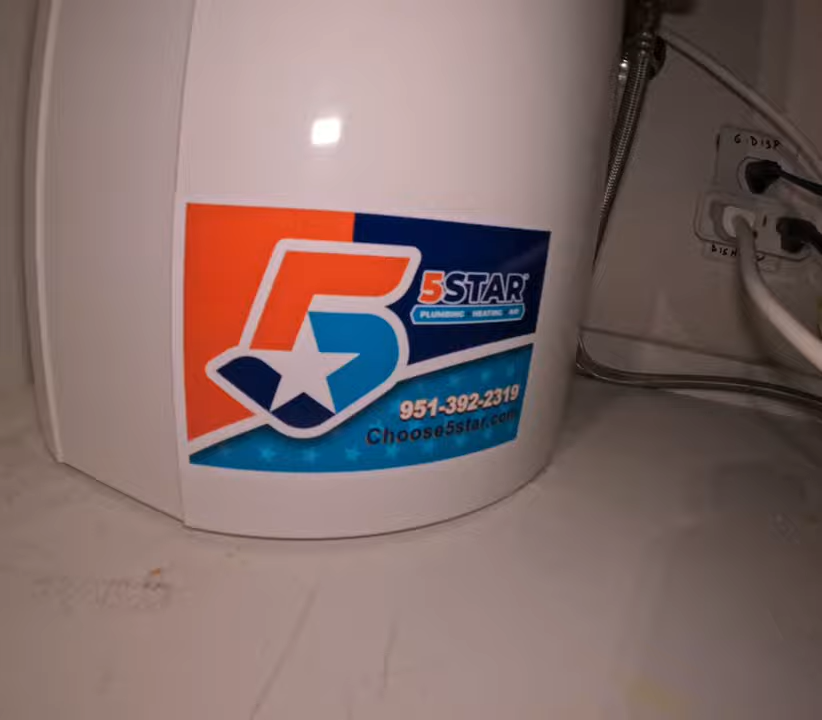 G. DISP
5STAR®
PLUMBING HEATING AIR
951-392-2319
Choose5star.com